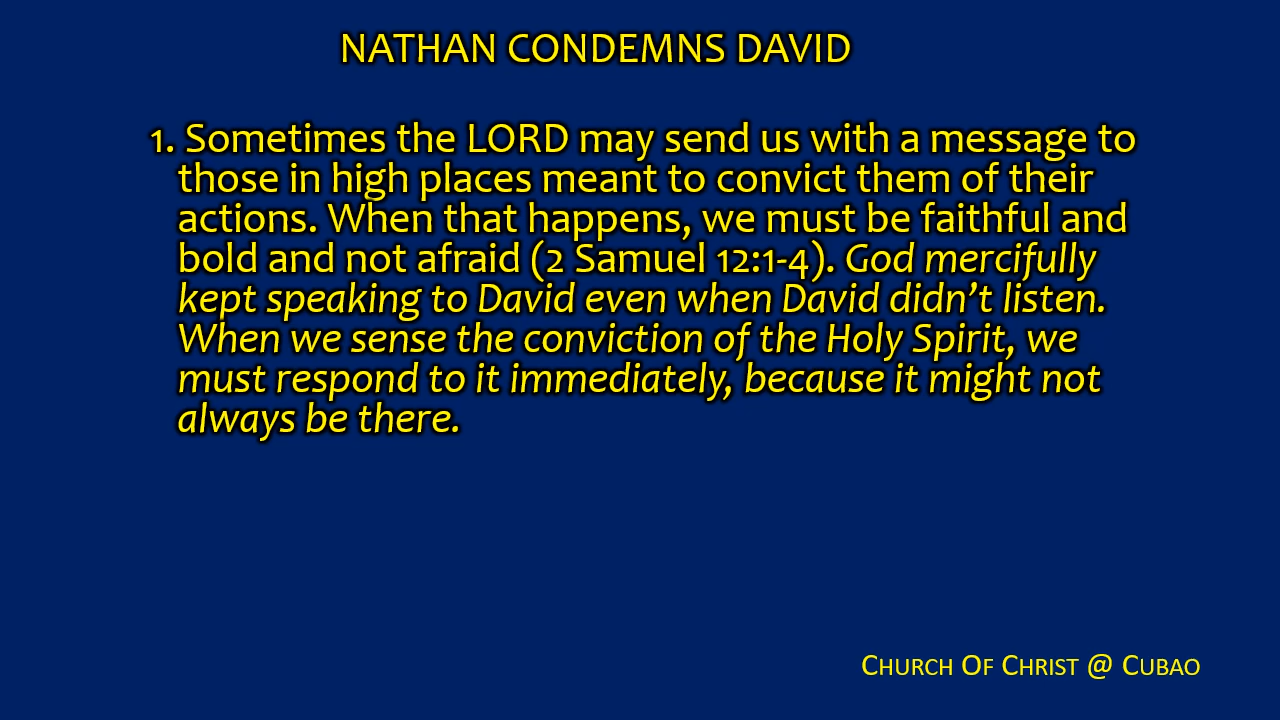 NATHAN CONDEMNS DAVID
1. Sometimes the LORD may send us with a message to
those in high places meant to convict them of their
actions. When that happens, we must be faithful and
bold and not afraid (2 Samuel 12:1-4). God mercifully
kept speaking to David even when David didn’t listen.
When we sense the conviction of the Holy Spirit, we
must respond to it immediately, because it might not
always be there.
CHURCH OF CHRIST @ CUBAO